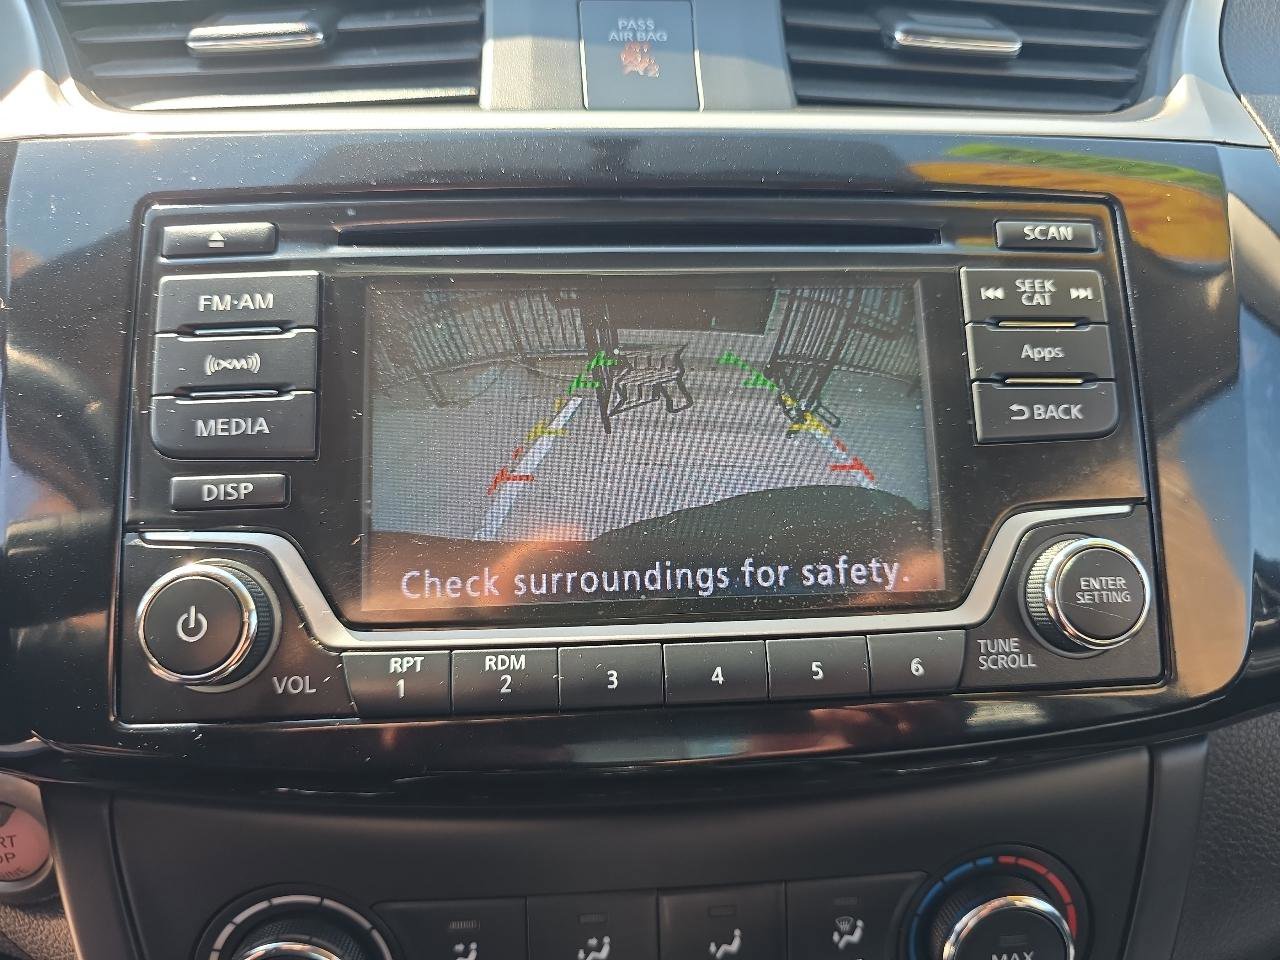 PASS
AIR BAG
SCAN
FM·AM
SEEK
CAT
XM
Apps
MEDIA
BACK
DISP
Check surroundings for safety.
ENTER
SETTING
VOL
RPT
1
RDM
2
3
4
5
6
TUNE
SCROLL
MAX